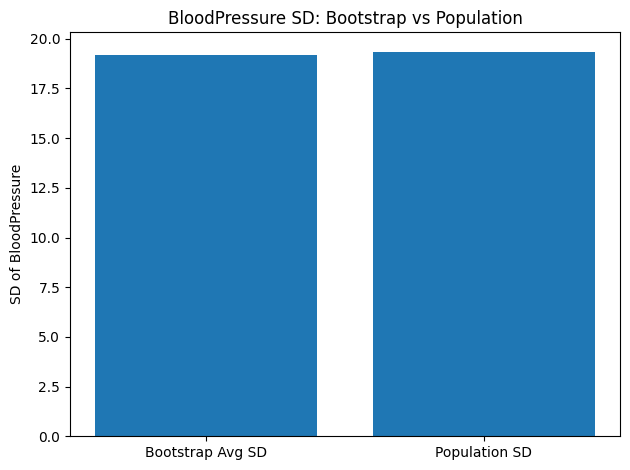 BloodPressure SD: Bootstrap vs Population
SD of BloodPressure
20.0
17.5
15.0
12.5
10.0
7.5
5.0
2.5
0.0
Bootstrap Avg SD
Population SD